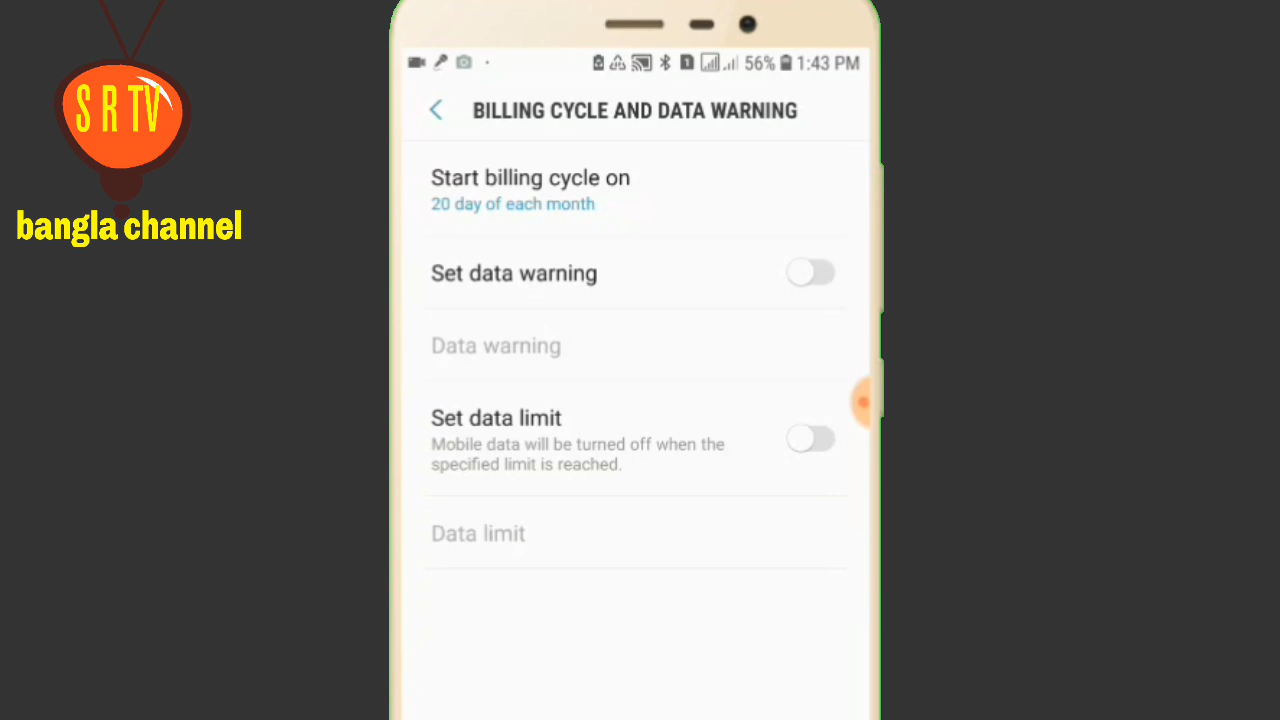 S R TV
bangla channel
56% 1:43 PM
BILLING CYCLE AND DATA WARNING
Start billing cycle on
20 day of each month
Set data warning
Data warning
Set data limit
Mobile data will be turned off when the
specified limit is reached.
Data limit